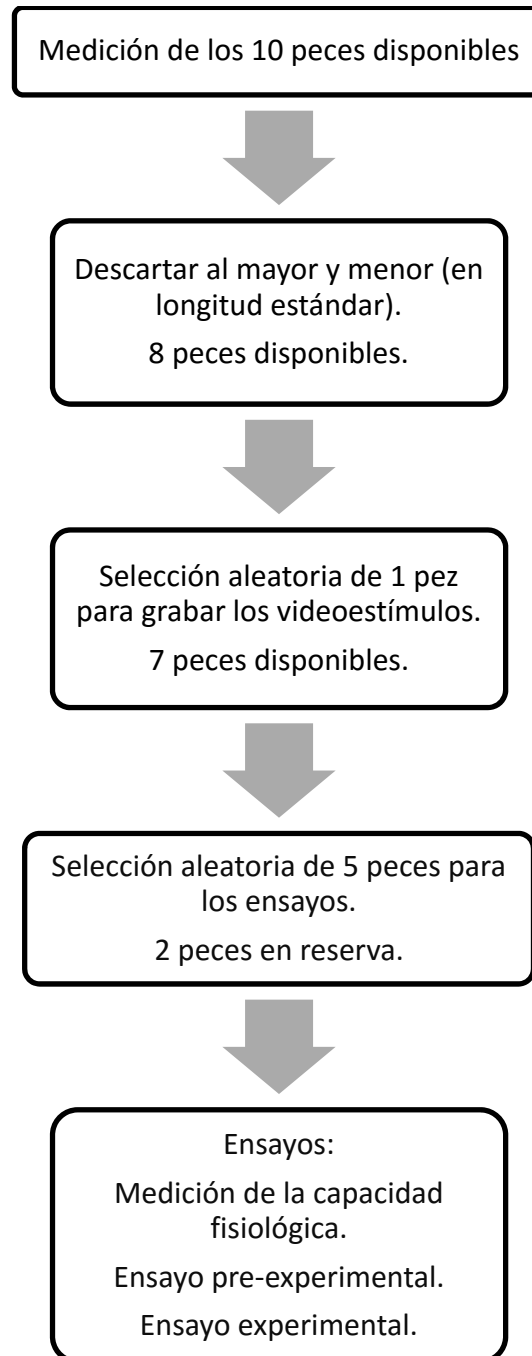 Medición de los 10 peces disponibles
Descartar al mayor y menor (en
longitud estándar).
8 peces disponibles.
Selección aleatoria de 1 pez
para grabar los videoestímulos.
7 peces disponibles.
Selección aleatoria de 5 peces para
los ensayos.
2 peces en reserva.
Ensayos:
Medición de la capacidad
fisiológica.
Ensayo pre-experimental.
Ensayo experimental.